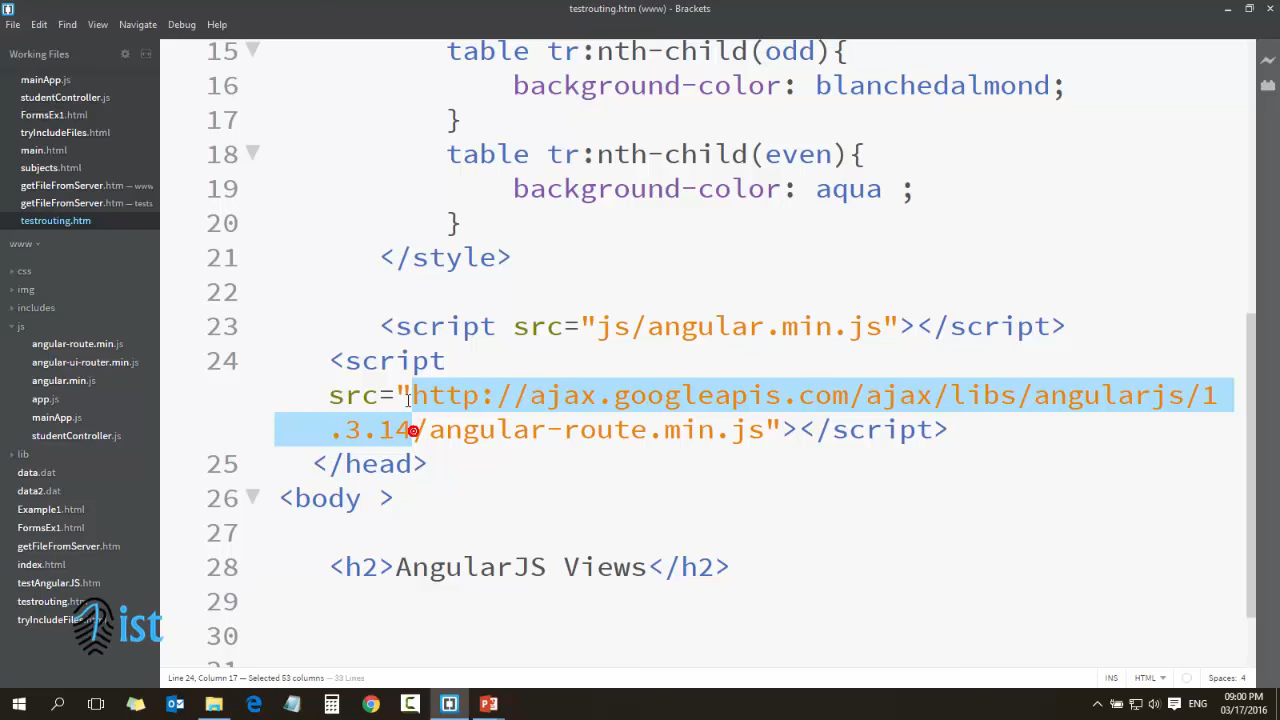 testrouting.htm (www) - Brackets
File Edit Find View Navigate Debug Help
Working Files
mainApp.js
studentController.js
FormsEx1.html
tryIncludeFiles.html
main.html
subjects.html
getFileFromServer.htm — www
getFileFromServer.htm — tests
testrouting.htm
www
css
img
includes
js
angular-route.min.js
angular-ui-router.min.js
angular.min.js
app.js
mainApp.js
studentController.js
lib
data.dat
data2.dat
Example1.html
FormsEx1.html
getFileFromServer.htm
index.html
testAngularJS.htm
testrouting.htm
tryIncludeFiles.html
1ist
15 table tr:nth-child(odd){
16 background-color: blanchedalmond;
17 }
18 table tr:nth-child(even){
19 background-color: aqua ;
20 }
21 </style>
22
23 <script src="js/angular.min.js"></script>
24 <script
src="http://ajax.googleapis.com/ajax/libs/angularjs/1
.3.14/angular-route.min.js"></script>
25 </head>
26 <body >
27
28 <h2>AngularJS Views</h2>
29
30
31
Line 24, Column 17 — Selected 53 columns — 33 Lines
INS HTML Spaces: 4
ENG
09:00 PM
03/17/2016